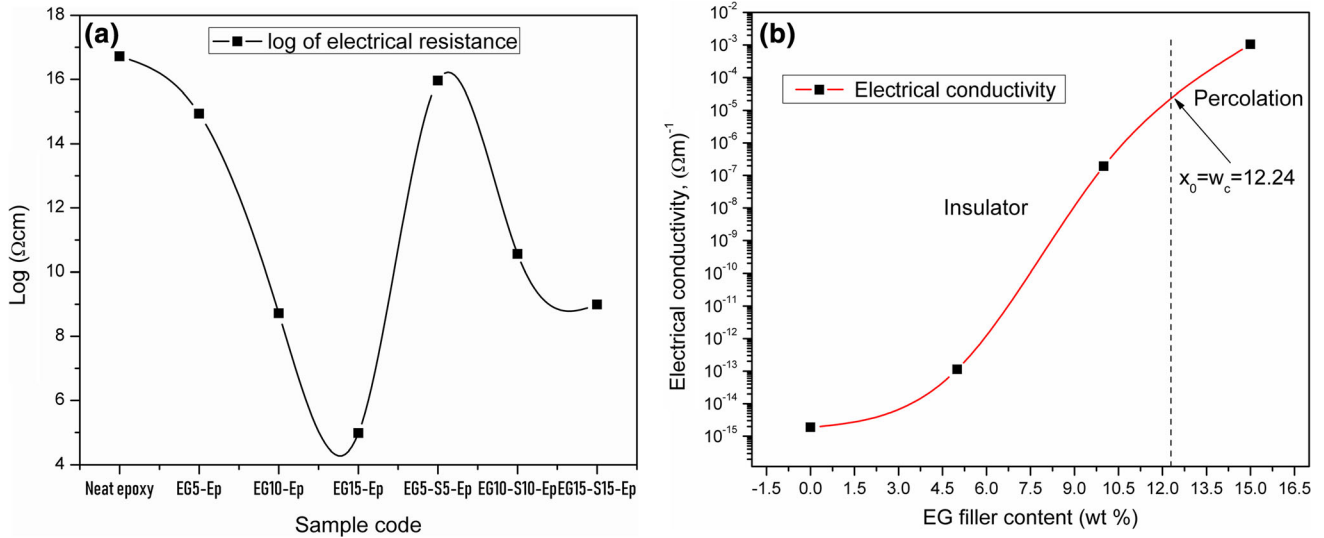 (a)
log of electrical resistance
18
16
14
12
10
8
6
4
Log (Ωcm)
Neat epoxy
EG5-Ep
EG10-Ep
EG15-Ep
EG5-S5-Ep
EG10-S10-Ep
EG15-S15-Ep
Sample code
(b)
Electrical conductivity
Percolation
Insulator
x₀=w꜀=12.24
10⁻²
10⁻³
10⁻⁴
10⁻⁵
10⁻⁶
10⁻⁷
10⁻⁸
10⁻⁹
10⁻¹⁰
10⁻¹¹
10⁻¹²
10⁻¹³
10⁻¹⁴
10⁻¹⁵
Electrical conductivity, (Ωm)⁻¹
-1.5 0.0 1.5 3.0 4.5 6.0 7.5 9.0 10.5 12.0 13.5 15.0 16.5
EG filler content (wt %)